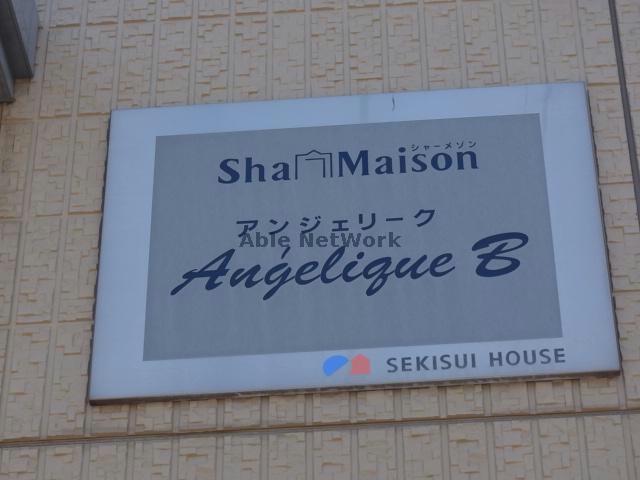 シャーメゾン
Sha Maison
アンジェリーク
Able NetWork
Angélique B
SEKISUI HOUSE